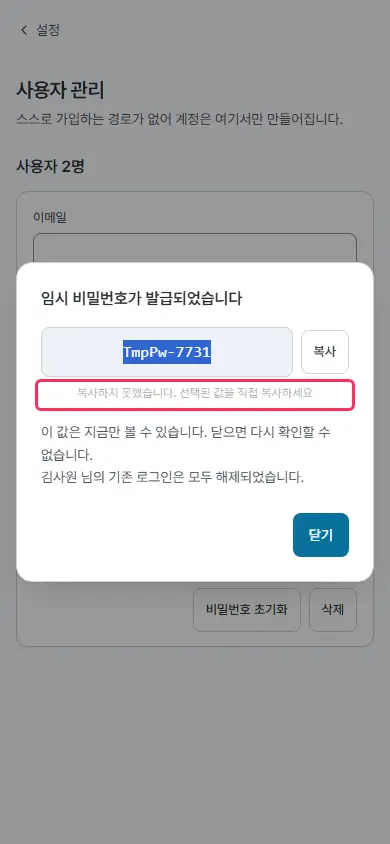 설정
사용자 관리
스스로 가입하는 경로가 없어 계정은 여기서만 만들어집니다.
사용자 2명
이메일
임시 비밀번호가 발급되었습니다
TmpPw-7731
복사
복사하지 못했습니다. 선택된 값을 직접 복사하세요
이 값은 지금만 볼 수 있습니다. 닫으면 다시 확인할 수
없습니다.
김사원 님의 기존 로그인은 모두 해제되었습니다.
닫기
비밀번호 초기화
삭제